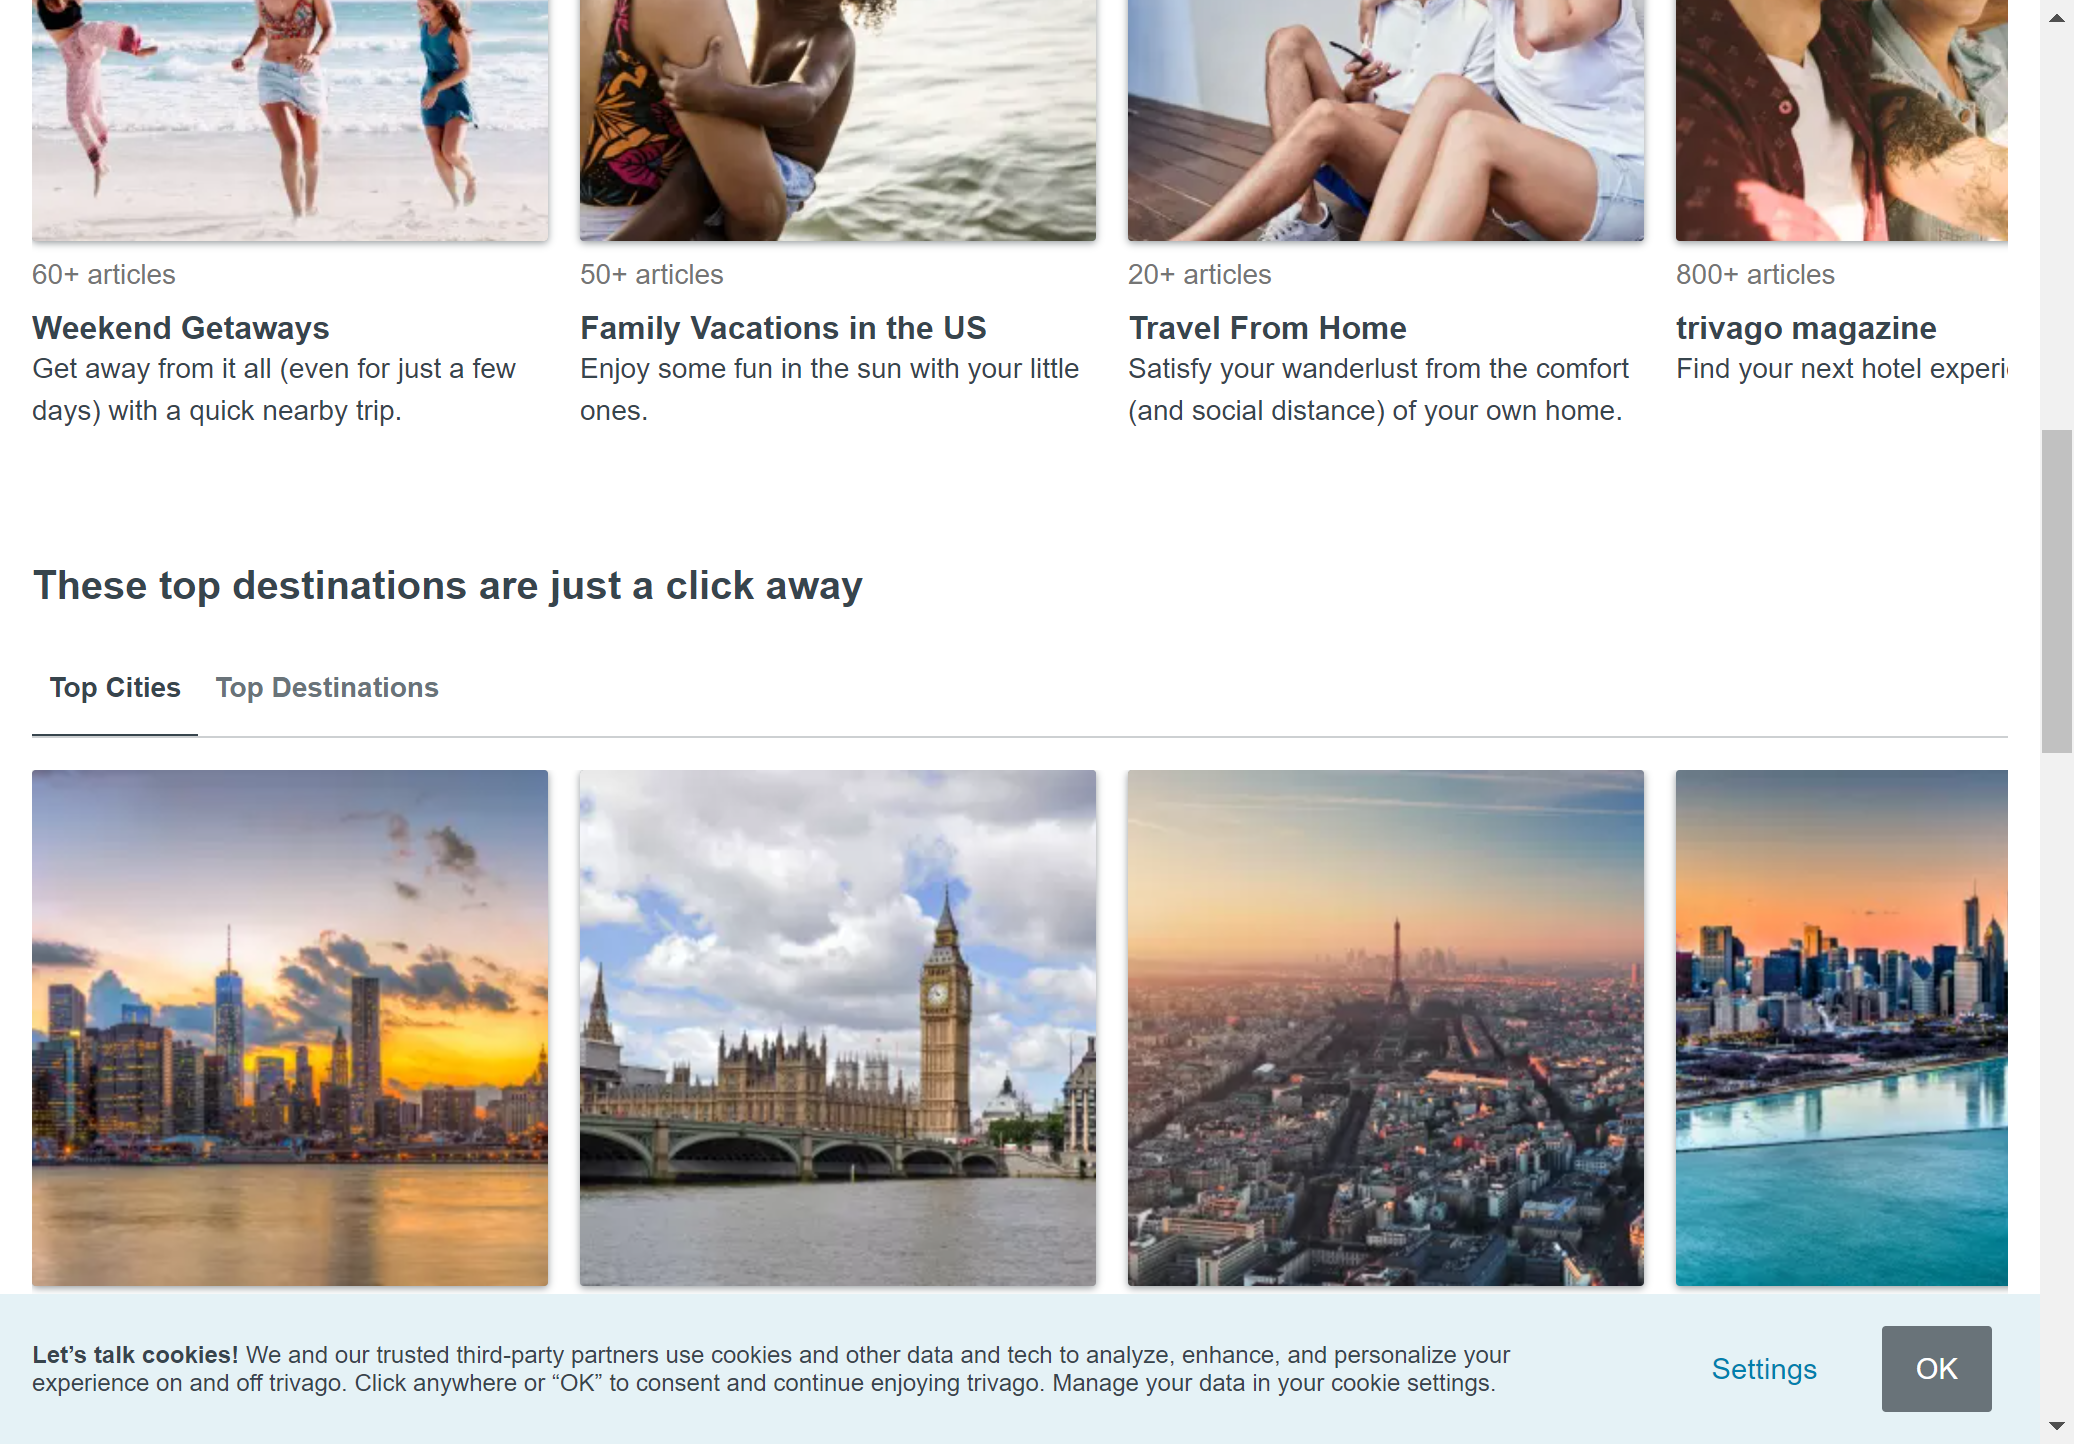 60+ articles
Weekend Getaways
Get away from it all (even for just a few
days) with a quick nearby trip.
50+ articles
Family Vacations in the US
Enjoy some fun in the sun with your little
ones.
20+ articles
Travel From Home
Satisfy your wanderlust from the comfort
(and social distance) of your own home.
800+ articles
trivago magazine
Find your next hotel
These top destinations are just a click away
Top Cities
Top Destinations
Let’s talk cookies! We and our trusted third-party partners use cookies and other data and tech to analyze, enhance, and personalize your
experience on and off trivago. Click anywhere or “OK” to consent and continue enjoying trivago. Manage your data in your cookie settings.
Settings
OK